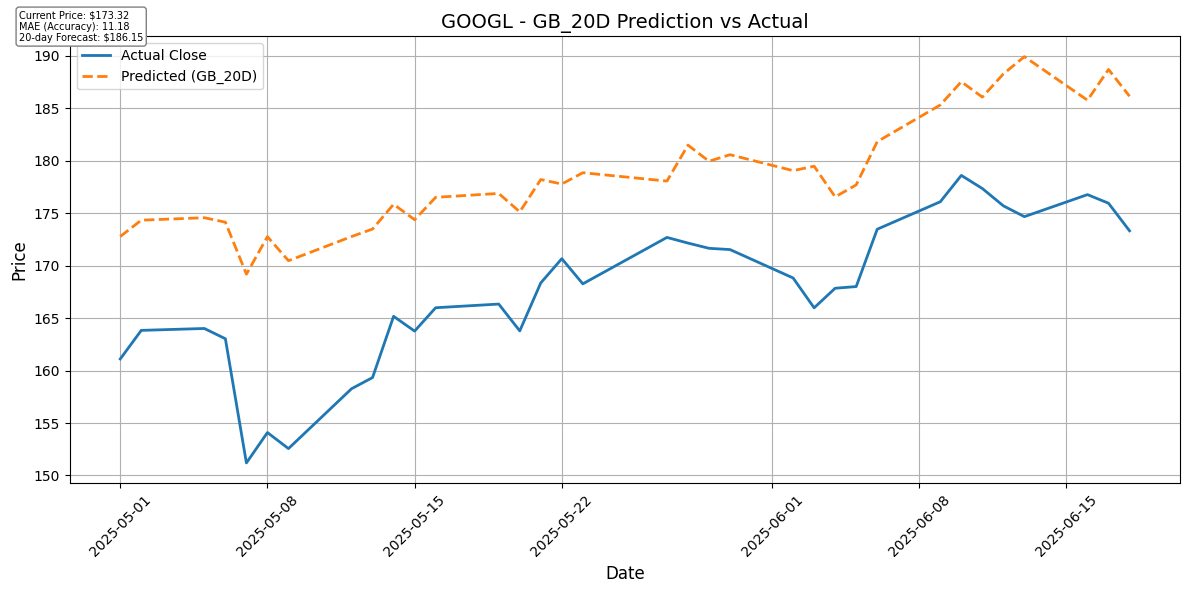 Current Price: $173.32
MAE (Accuracy): 11.18
20-day Forecast: $186.15
GOOGL - GB_20D Prediction vs Actual
Actual Close
Predicted (GB_20D)
190
185
180
175
170
165
160
155
150
Price
2025-05-01
2025-05-08
2025-05-15
2025-05-22
2025-06-01
2025-06-08
2025-06-15
Date